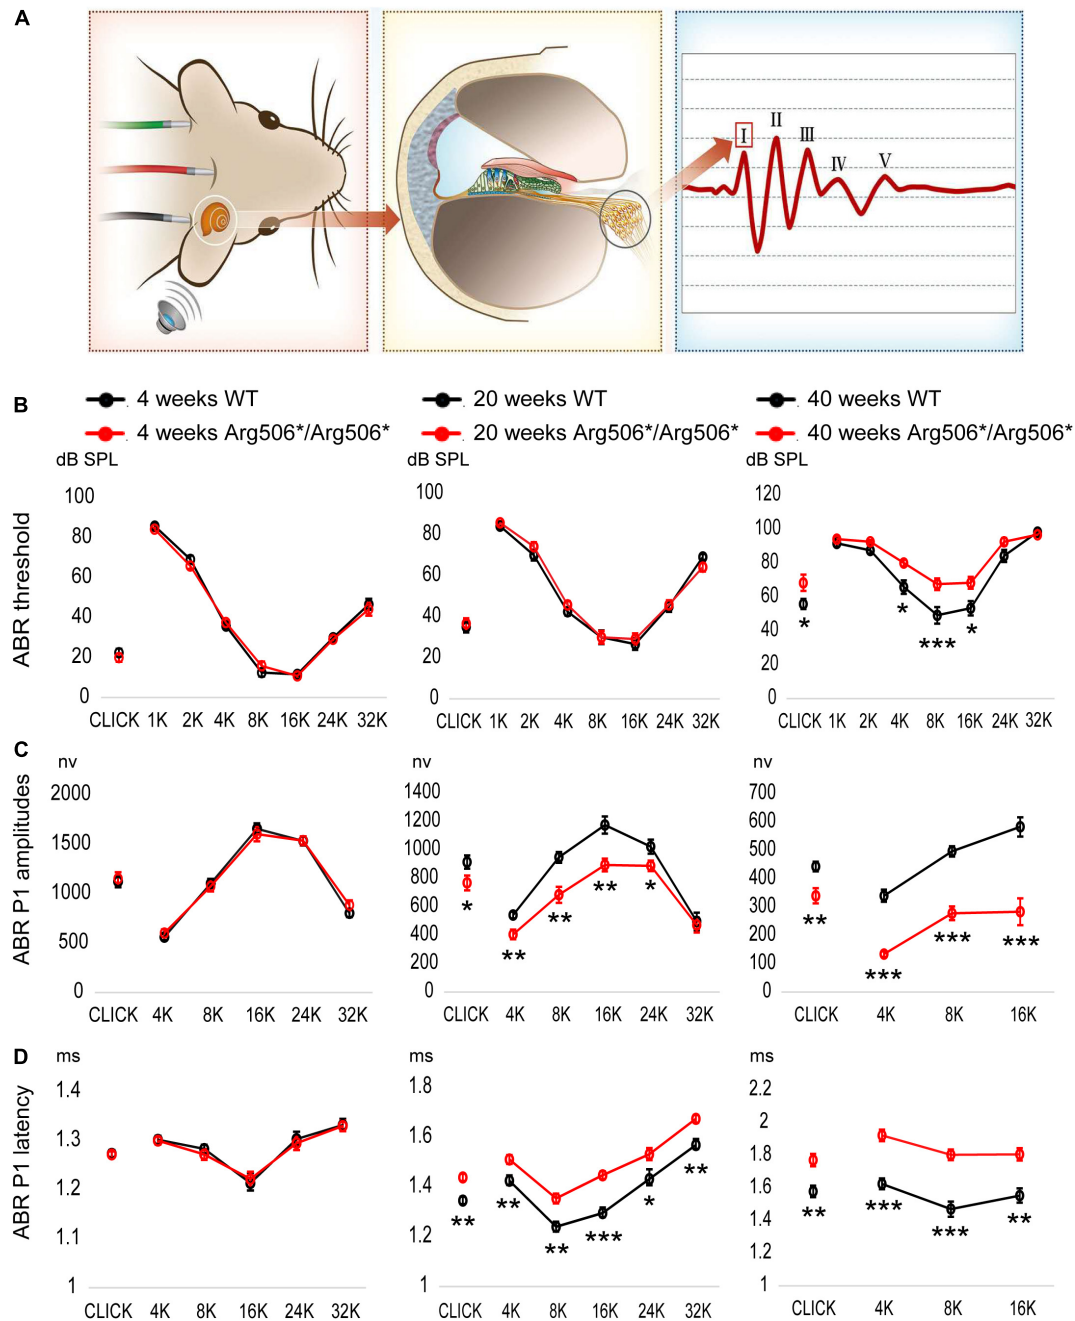 A
I
II
III
IV
V
B
4 weeks WT
20 weeks WT
40 weeks WT
4 weeks Arg506*/Arg506*
20 weeks Arg506*/Arg506*
40 weeks Arg506*/Arg506*
ABR threshold
dB SPL
100
80
60
40
20
0
CLICK 1K 2K 4K 8K 16K 24K 32K
dB SPL
100
80
60
40
20
0
CLICK 1K 2K 4K 8K 16K 24K 32K
dB SPL
120
100
80
60
40
20
0
* * *** *
CLICK 1K 2K 4K 8K 16K 24K 32K
C
ABR P1 amplitudes
nv
2000
1500
1000
500
0
CLICK 4K 8K 16K 24K 32K
nv
1400
1200
1000
800
600
400
200
0
* ** ** ** *
CLICK 4K 8K 16K 24K 32K
nv
700
600
500
400
300
200
100
0
** *** *** ***
CLICK 4K 8K 16K
D
ABR P1 latency
ms
1.4
1.3
1.2
1.1
1
CLICK 4K 8K 16K 24K 32K
ms
1.8
1.6
1.4
1.2
1
** ** ** *** * **
CLICK 4K 8K 16K 24K 32K
ms
2.2
2
1.8
1.6
1.4
1.2
1
** *** *** **
CLICK 4K 8K 16K